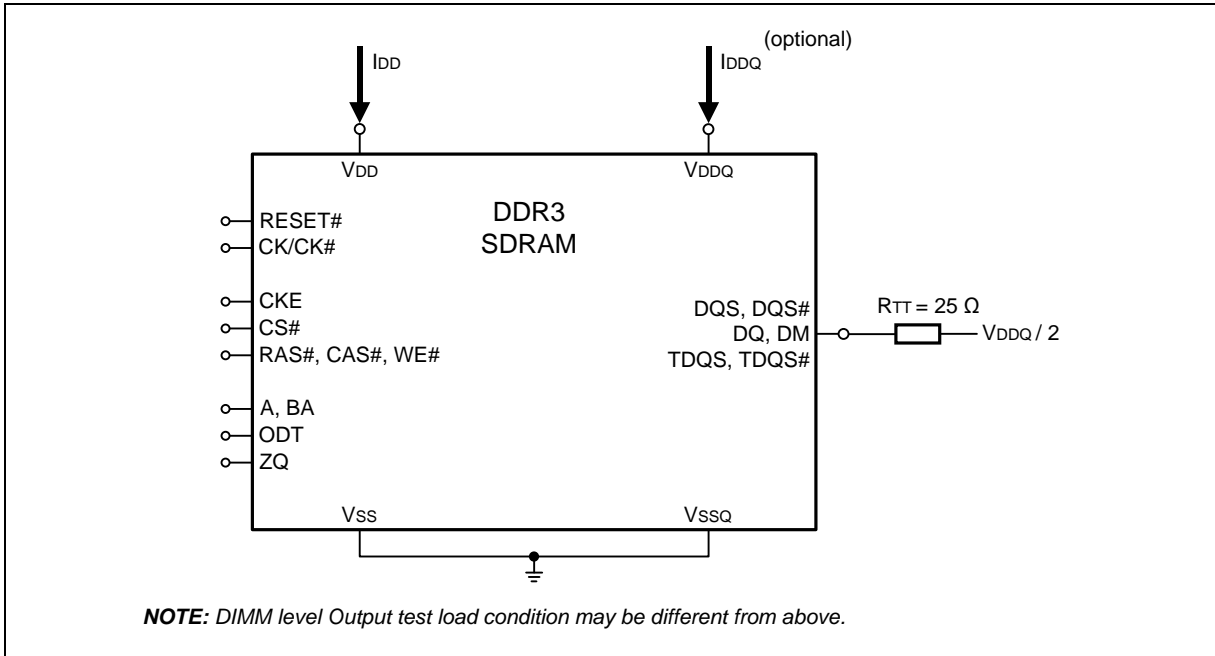 (optional)
IDD
IDDQ
VDD
VDDQ
DDR3
SDRAM
RESET#
CK/CK#
CKE
CS#
RAS#, CAS#, WE#
A, BA
ODT
ZQ
DQS, DQS#
DQ, DM
TDQS, TDQS#
RTT = 25 Ω
VDDQ / 2
VSS
VSSQ
NOTE: DIMM level Output test load condition may be different from above.